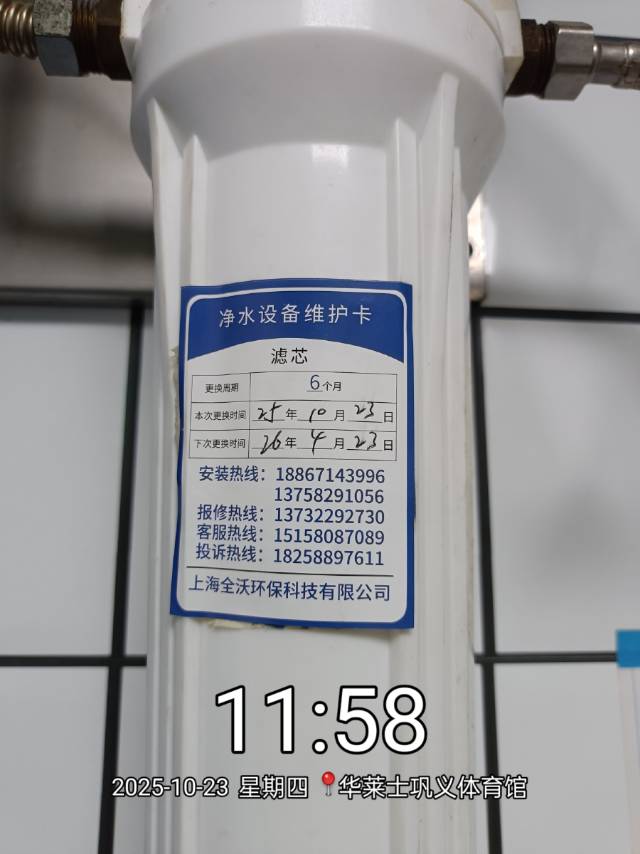 净水设备维护卡
滤芯
更换周期 6个月
本次更换时间 25年10月23日
下次更换时间 26年4月23日
安装热线：18867143996
13758291056
报修热线：13732292730
客服热线：15158087089
投诉热线：18258897611
上海全沃环保科技有限公司
11:58
2025-10-23 星期四 📍华莱士巩义体育馆